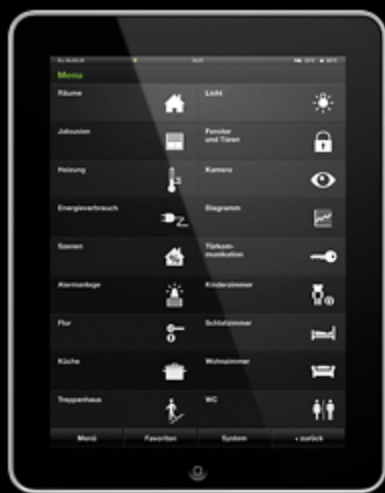 Menu
Räume
Licht
Jalousien
Fenster
und Türen
Heizung
Kamera
Energieverbrauch
Diagramm
Szenen
Türkom-
munikation
Alarmanlage
Kinderzimmer
Flur
Schlafzimmer
Küche
Wohnzimmer
Treppenhaus
WC
Menü
Favoriten
System
zurück